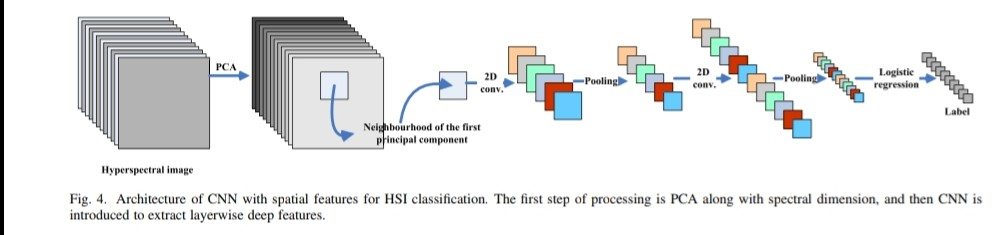 PCA
2D
conv.
Pooling
2D
conv.
Pooling
Logistic
regression
Label
Neighbourhood of the first
principal component
Hyperspectral image
Fig. 4. Architecture of CNN with spatial features for HSI classification. The first step of processing is PCA along with spectral dimension, and then CNN is
introduced to extract layerwise deep features.